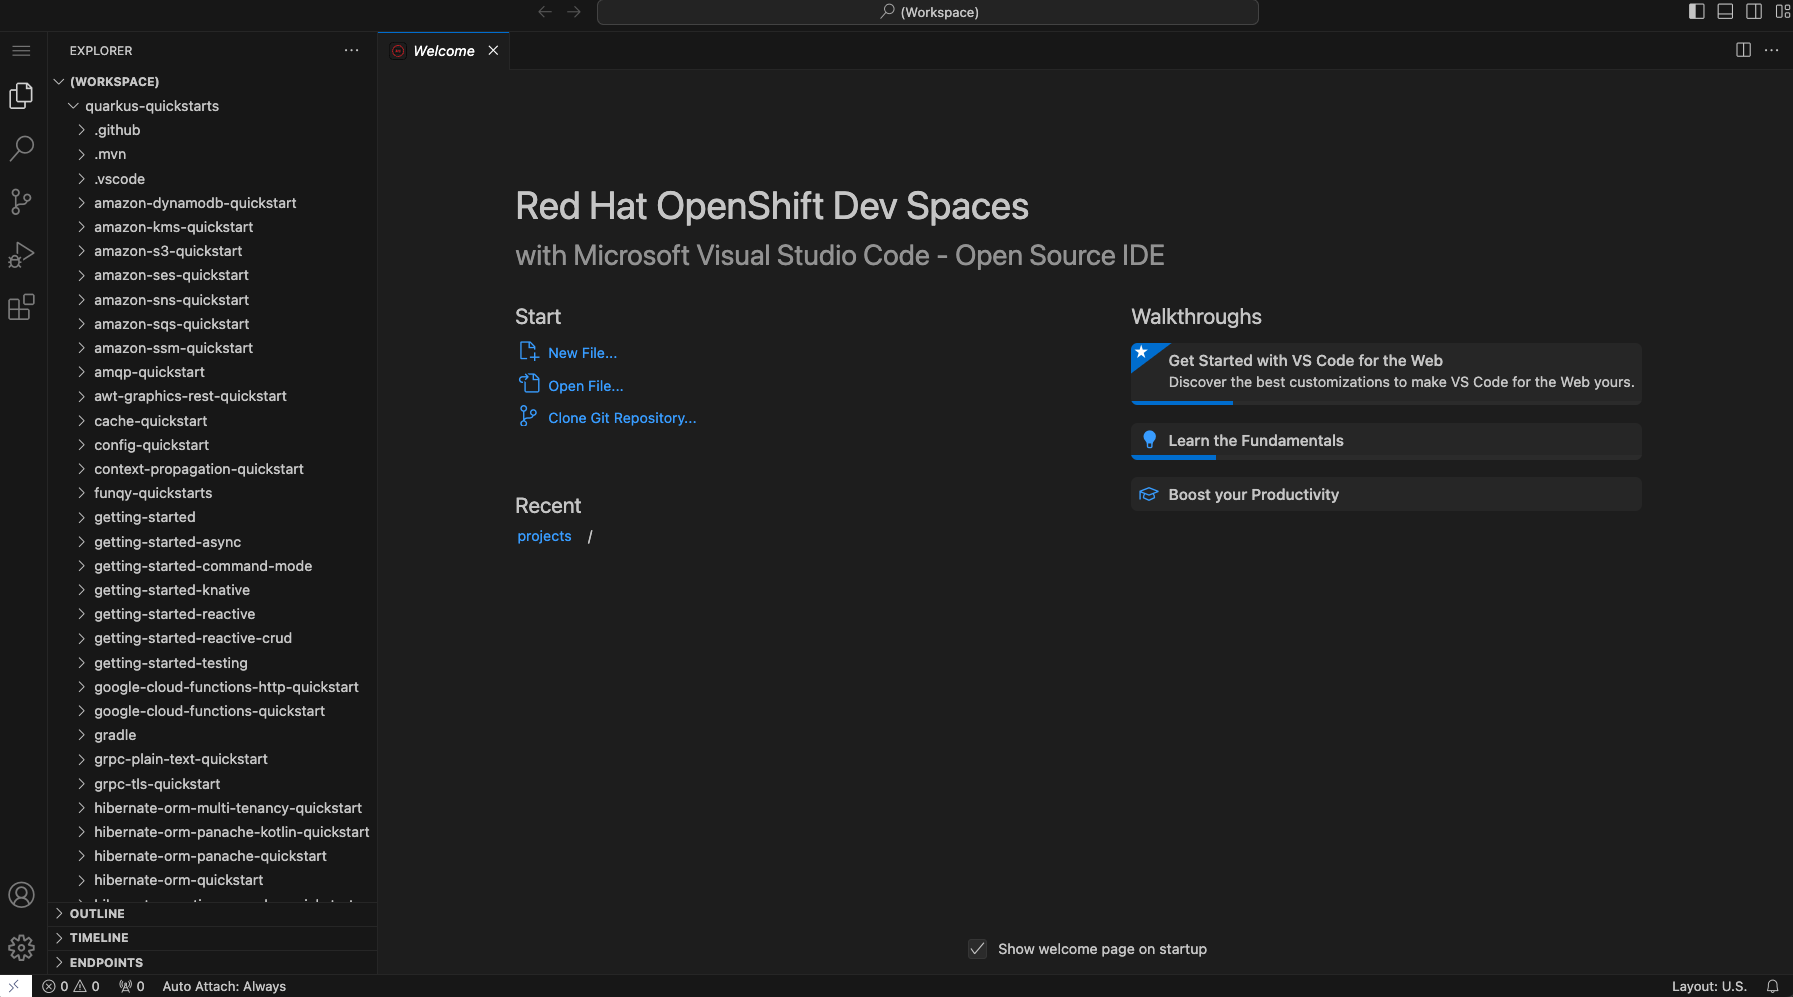 (Workspace)
EXPLORER
Welcome
(WORKSPACE)
quarkus-quickstarts
.github
.mvn
.vscode
amazon-dynamodb-quickstart
amazon-kms-quickstart
amazon-s3-quickstart
amazon-ses-quickstart
amazon-sns-quickstart
amazon-sqs-quickstart
amazon-ssm-quickstart
amqp-quickstart
awt-graphics-rest-quickstart
cache-quickstart
config-quickstart
context-propagation-quickstart
funqy-quickstarts
getting-started
getting-started-async
getting-started-command-mode
getting-started-knative
getting-started-reactive
getting-started-reactive-crud
getting-started-testing
google-cloud-functions-http-quickstart
google-cloud-functions-quickstart
gradle
grpc-plain-text-quickstart
grpc-tls-quickstart
hibernate-orm-multi-tenancy-quickstart
hibernate-orm-panache-kotlin-quickstart
hibernate-orm-panache-quickstart
hibernate-orm-quickstart
OUTLINE
TIMELINE
ENDPOINTS
Red Hat OpenShift Dev Spaces
with Microsoft Visual Studio Code - Open Source IDE
Start
New File...
Open File...
Clone Git Repository...
Recent
projects /
Walkthroughs
Get Started with VS Code for the Web
Discover the best customizations to make VS Code for the Web yours.
Learn the Fundamentals
Boost your Productivity
Show welcome page on startup
0 0 0 Auto Attach: Always
Layout: U.S.